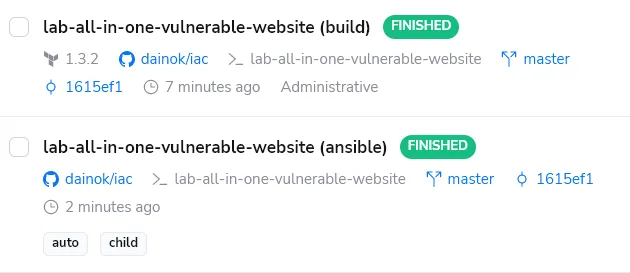 lab-all-in-one-vulnerable-website (build) FINISHED
1.3.2 dainok/iac lab-all-in-one-vulnerable-website master
1615ef1 7 minutes ago Administrative
lab-all-in-one-vulnerable-website (ansible) FINISHED
dainok/iac lab-all-in-one-vulnerable-website master 1615ef1
2 minutes ago
auto child